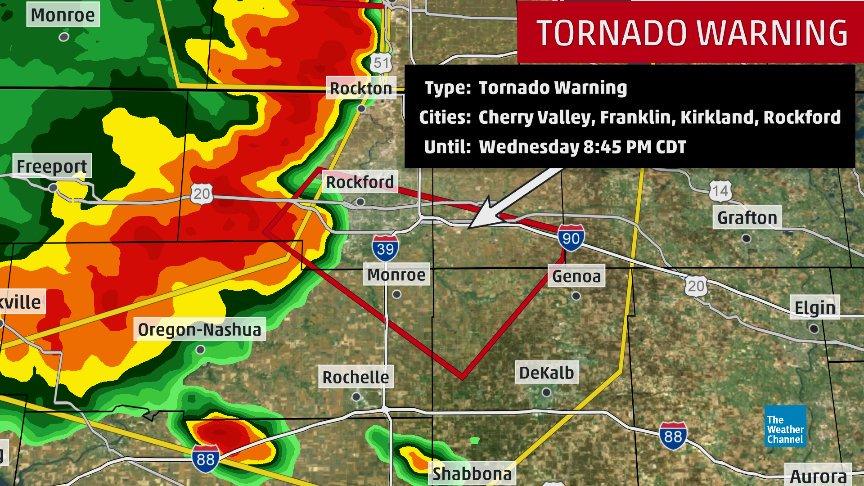 TORNADO WARNING
Type: Tornado Warning
Cities: Cherry Valley, Franklin, Kirkland, Rockford
Until: Wednesday 8:45 PM CDT
Monroe
51
Rockton
Freeport
20
Rockford
14
Grafton
39
90
Monroe
Genoa
20
Elgin
kville
Oregon-Nashua
Rochelle
DeKalb
88
88
The
Weather
Channel
Shabbona
Aurora